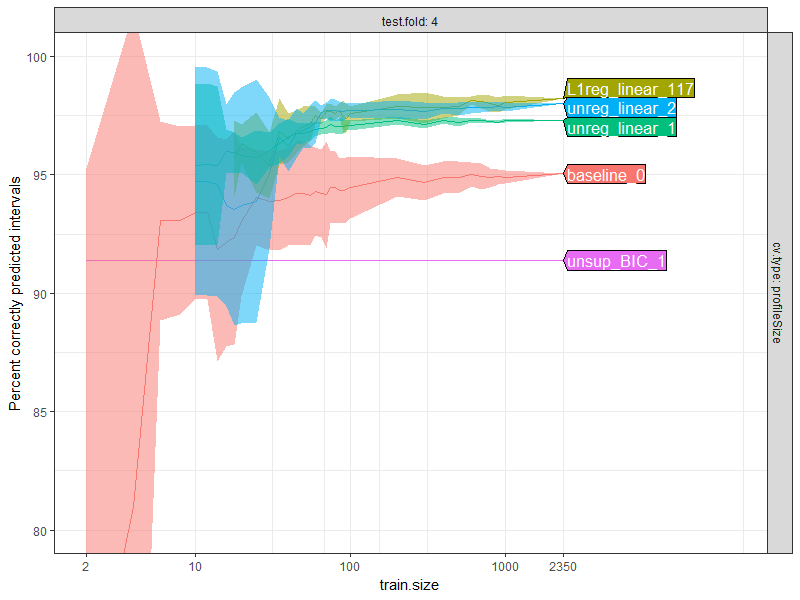 test.fold: 4
100
95
90
85
80
Percent correctly predicted intervals
L1reg_linear_117
unreg_linear_2
unreg_linear_1
baseline_0
unsup_BIC_1
cv.type: profileSize
2
10
100
1000
2350
train.size